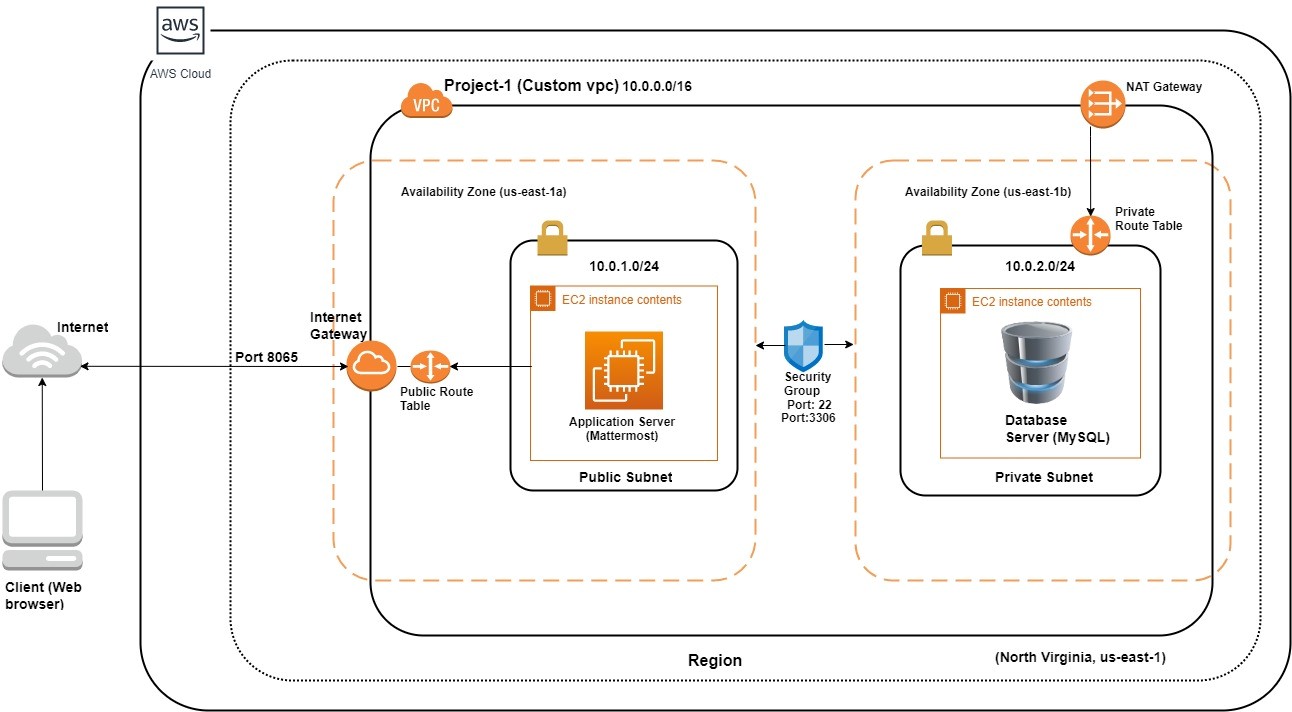 aws
AWS Cloud
Project-1 (Custom vpc) 10.0.0.0/16
VPC
NAT Gateway
Availability Zone (us-east-1a)
Availability Zone (us-east-1b)
Private
Route Table
10.0.1.0/24
10.0.2.0/24
EC2 instance contents
EC2 instance contents
Internet
Internet
Gateway
Port 8065
Public Route
Table
Application Server
(Mattermost)
Public Subnet
Security
Group
Port: 22
Port:3306
Database
Server (MySQL)
Private Subnet
Client (Web
browser)
Region
(North Virginia, us-east-1)